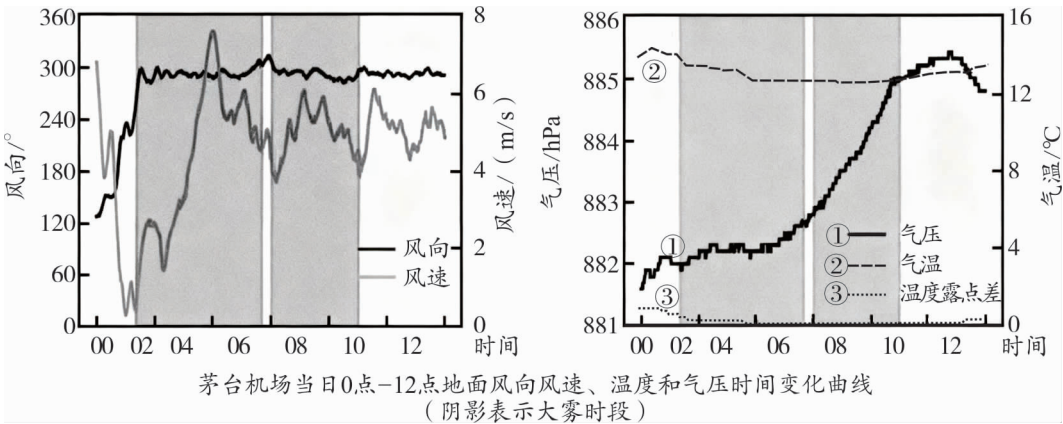 360
300
240
180
120
60
0
风向/°
8
6
4
2
0
风速/(m/s)
风向
风速
00 02 04 06 08 10 12 时间
886
885
884
883
882
881
气压/hPa
16
12
8
4
0
气温/℃
②
①
③
①气压
②气温
③温度露点差
00 02 04 06 08 10 12 时间
茅台机场当日0点-12点地面风向风速、温度和气压时间变化曲线
(阴影表示大雾时段)